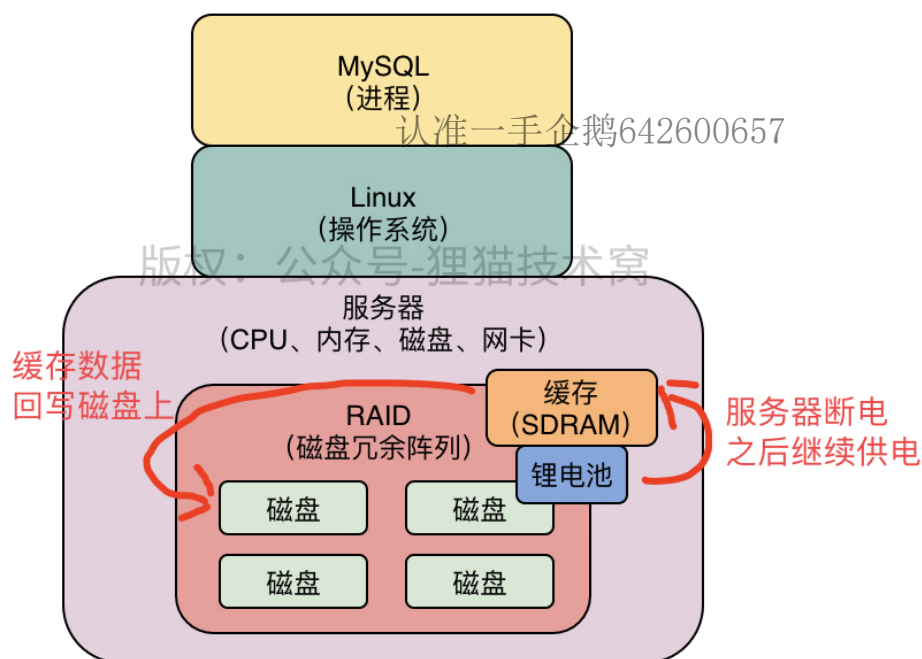 MySQL
（进程）
认准一手企鹅642600657
Linux
（操作系统）
版权：公众号-狸猫技术窝
服务器
（CPU、内存、磁盘、网卡）
缓存数据
回写磁盘上
缓存
（SDRAM）
RAID
（磁盘冗余阵列）
服务器断电
之后继续供电
锂电池
磁盘
磁盘
磁盘
磁盘